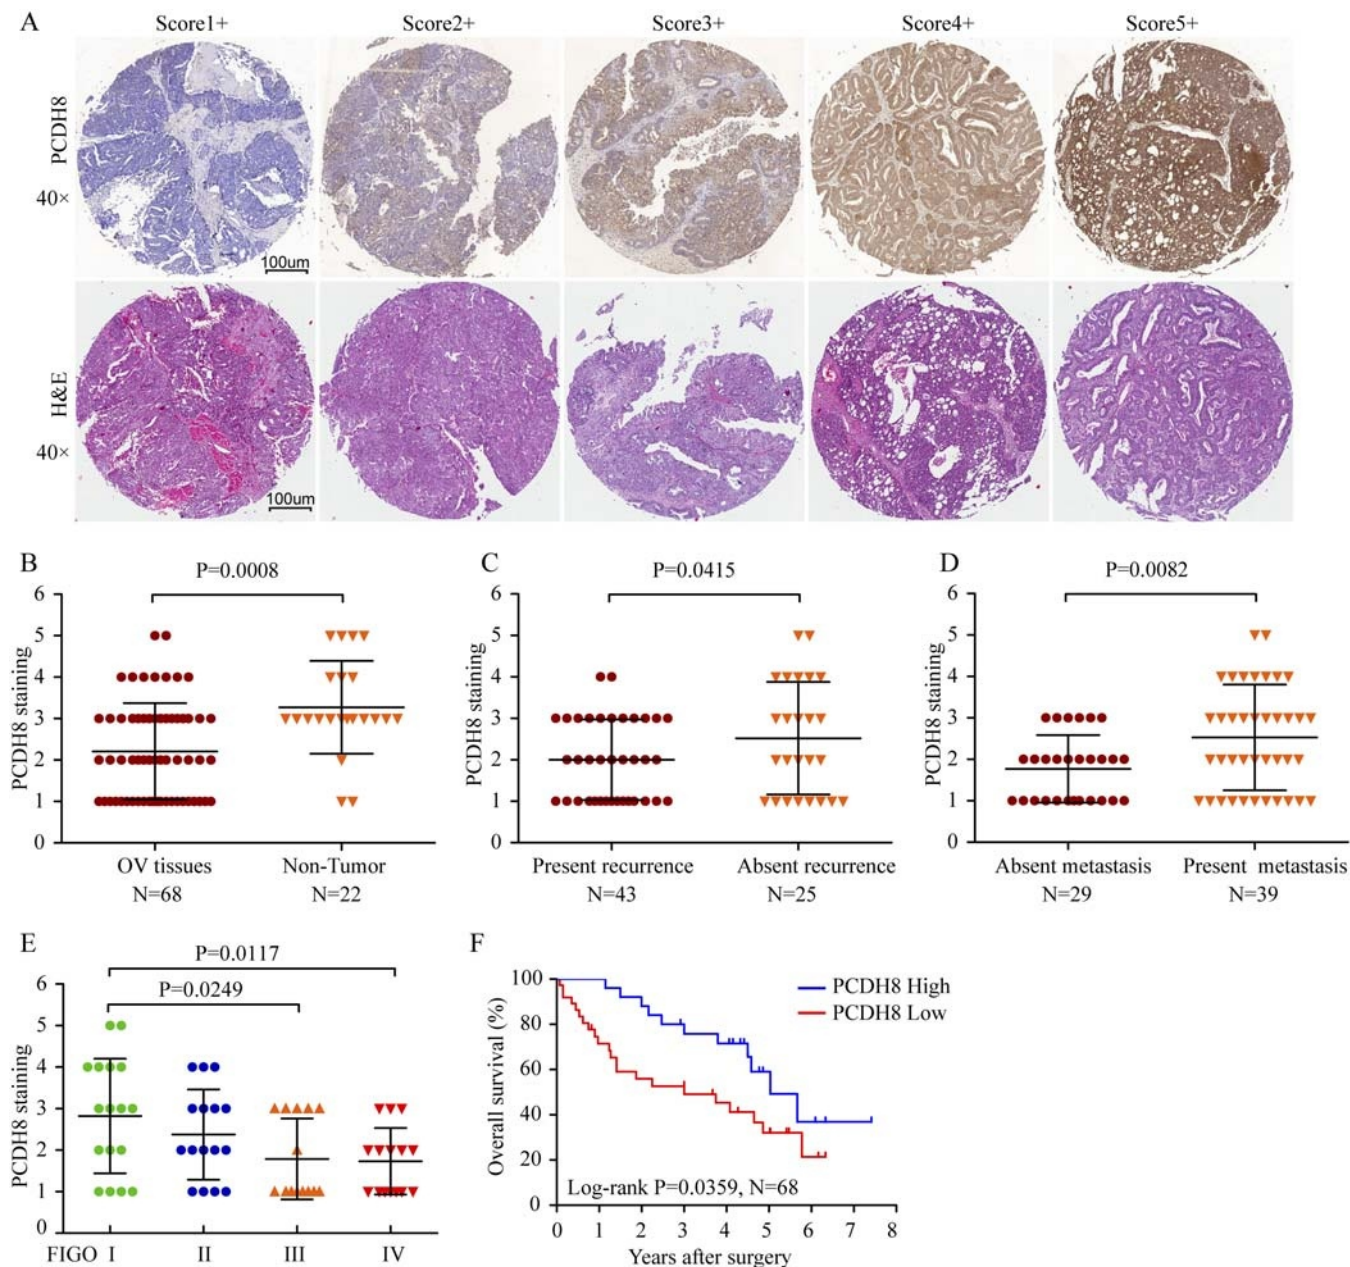 A
Score1+ Score2+ Score3+ Score4+ Score5+
PCDH8
40×
100um
H&E
40×
100um
B
P=0.0008
PCDH8 staining
6
5
4
3
2
1
0
OV tissues Non-Tumor
N=68 N=22
C
P=0.0415
PCDH8 staining
6
5
4
3
2
1
0
Present recurrence Absent recurrence
N=43 N=25
D
P=0.0082
PCDH8 staining
6
5
4
3
2
1
0
Absent metastasis Present metastasis
N=29 N=39
E
P=0.0117
P=0.0249
PCDH8 staining
6
5
4
3
2
1
0
FIGO I II III IV
F
Overall survival (%)
100
80
60
40
20
0
PCDH8 High
PCDH8 Low
Log-rank P=0.0359, N=68
0 1 2 3 4 5 6 7 8
Years after surgery